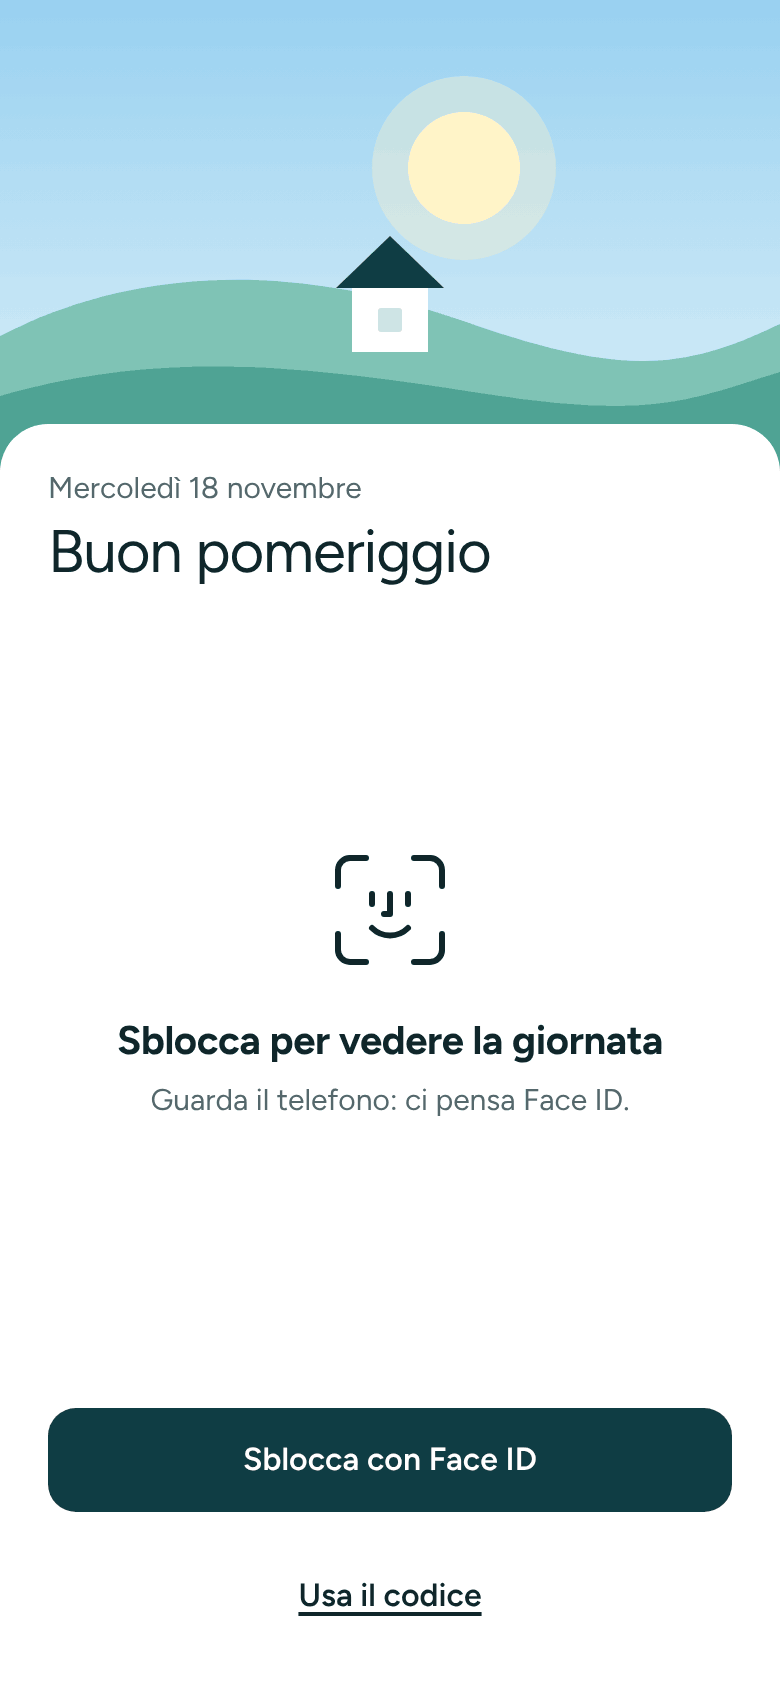 Mercoledì 18 novembre
Buon pomeriggio
Sblocca per vedere la giornata
Guarda il telefono: ci pensa Face ID.
Sblocca con Face ID
Usa il codice